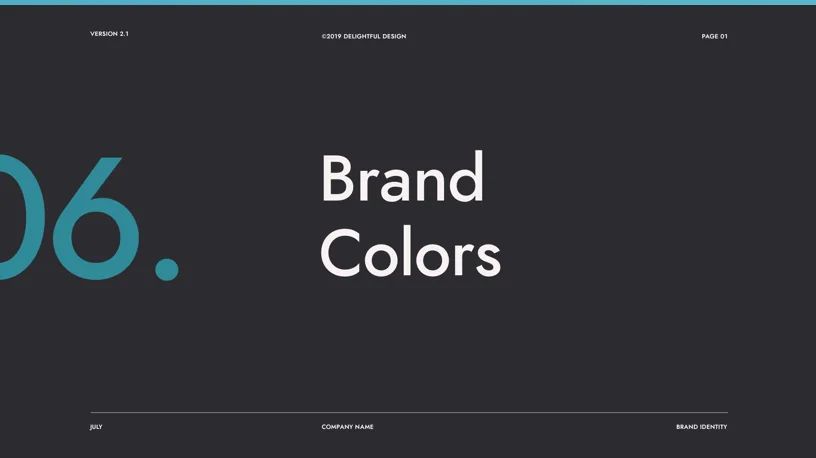 VERSION 2.1
©2019 DELIGHTFUL DESIGN
PAGE 01
06.
Brand
Colors
JULY
COMPANY NAME
BRAND IDENTITY